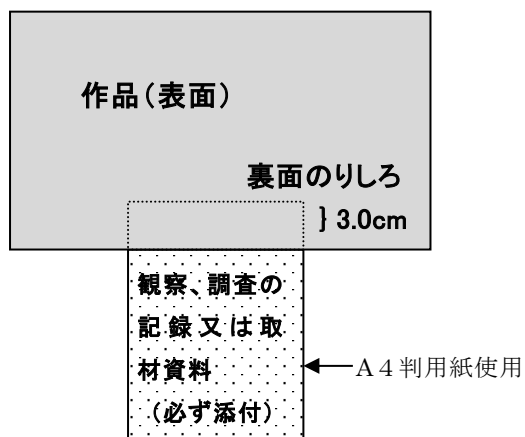 作品（表面）
裏面のりしろ
} 3.0cm
観察、調査の
記録又は取
材資料
（必ず添付）
A4判用紙使用